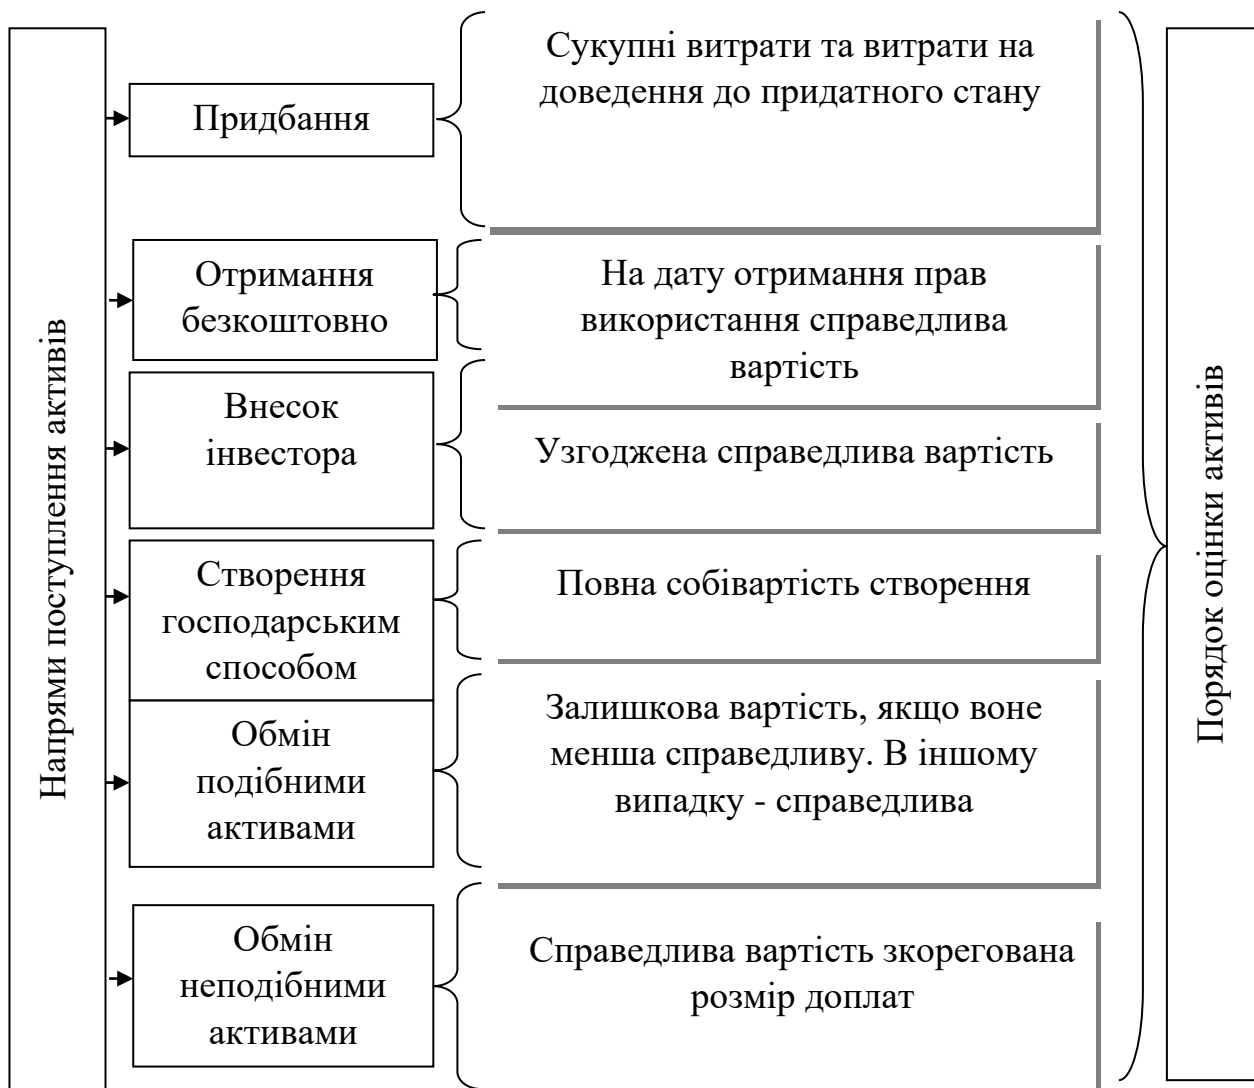 Напрями поступлення активів
Придбання
Сукупні витрати та витрати на
доведення до придатного стану
Отримання
безкоштовно
На дату отримання прав
використання справедлива
вартість
Внесок
інвестора
Узгоджена справедлива вартість
Створення
господарським
способом
Повна собівартість створення
Обмін
подібними
активами
Залишкова вартість, якщо воне
менша справедливу. В іншому
випадку - справедлива
Обмін
неподібними
активами
Справедлива вартість зкорегована
розмір доплат
Порядок оцінки активів